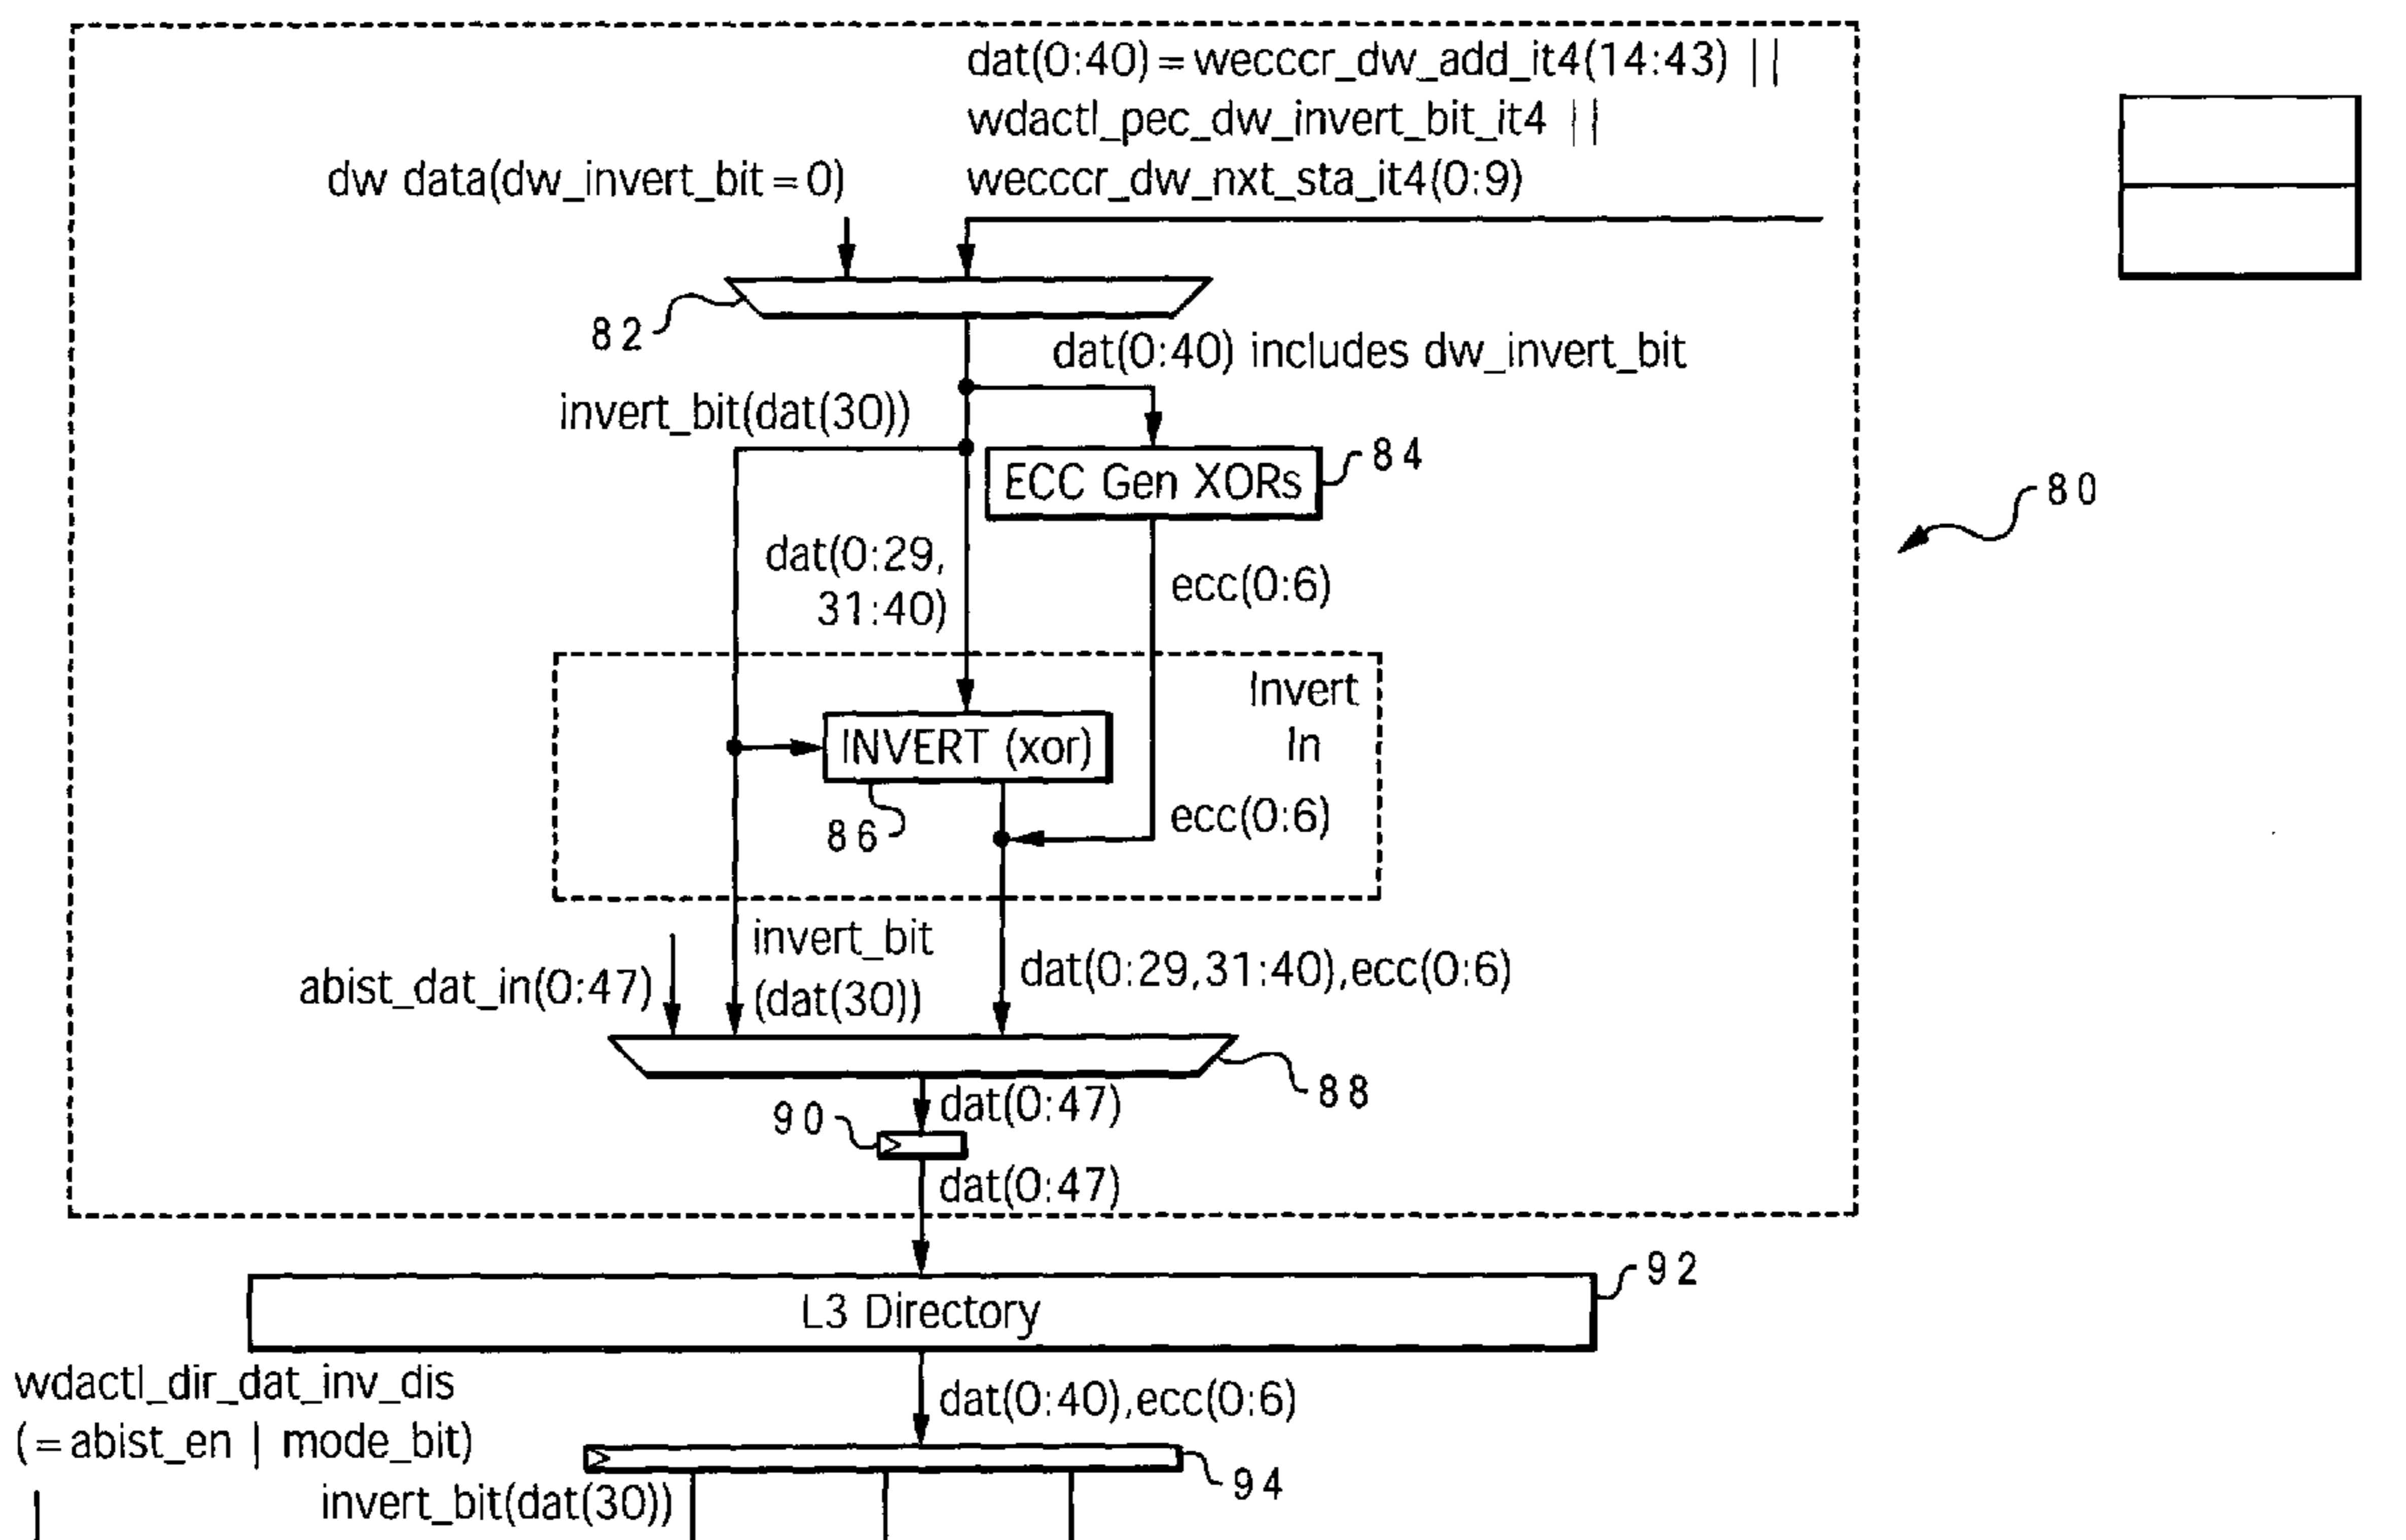 dat(0:40)=wecccr_dw_add_it4(14:43) ||
wdactl_pec_dw_invert_bit_it4 ||
dw data(dw_invert_bit=0)
wecccr_dw_nxt_sta_it4(0:9)
82
dat(0:40) includes dw_invert_bit
invert_bit(dat(30))
ECC Gen XORs
84
80
dat(0:29,
31:40)
ecc(0:6)
Invert
In
INVERT (xor)
86
ecc(0:6)
invert_bit
(dat(30))
abist_dat_in(0:47)
dat(0:29,31:40),ecc(0:6)
88
dat(0:47)
90
dat(0:47)
92
L3 Directory
wdactl_dir_dat_inv_dis
(=abist_en | mode_bit)
dat(0:40),ecc(0:6)
94
invert_bit(dat(30))